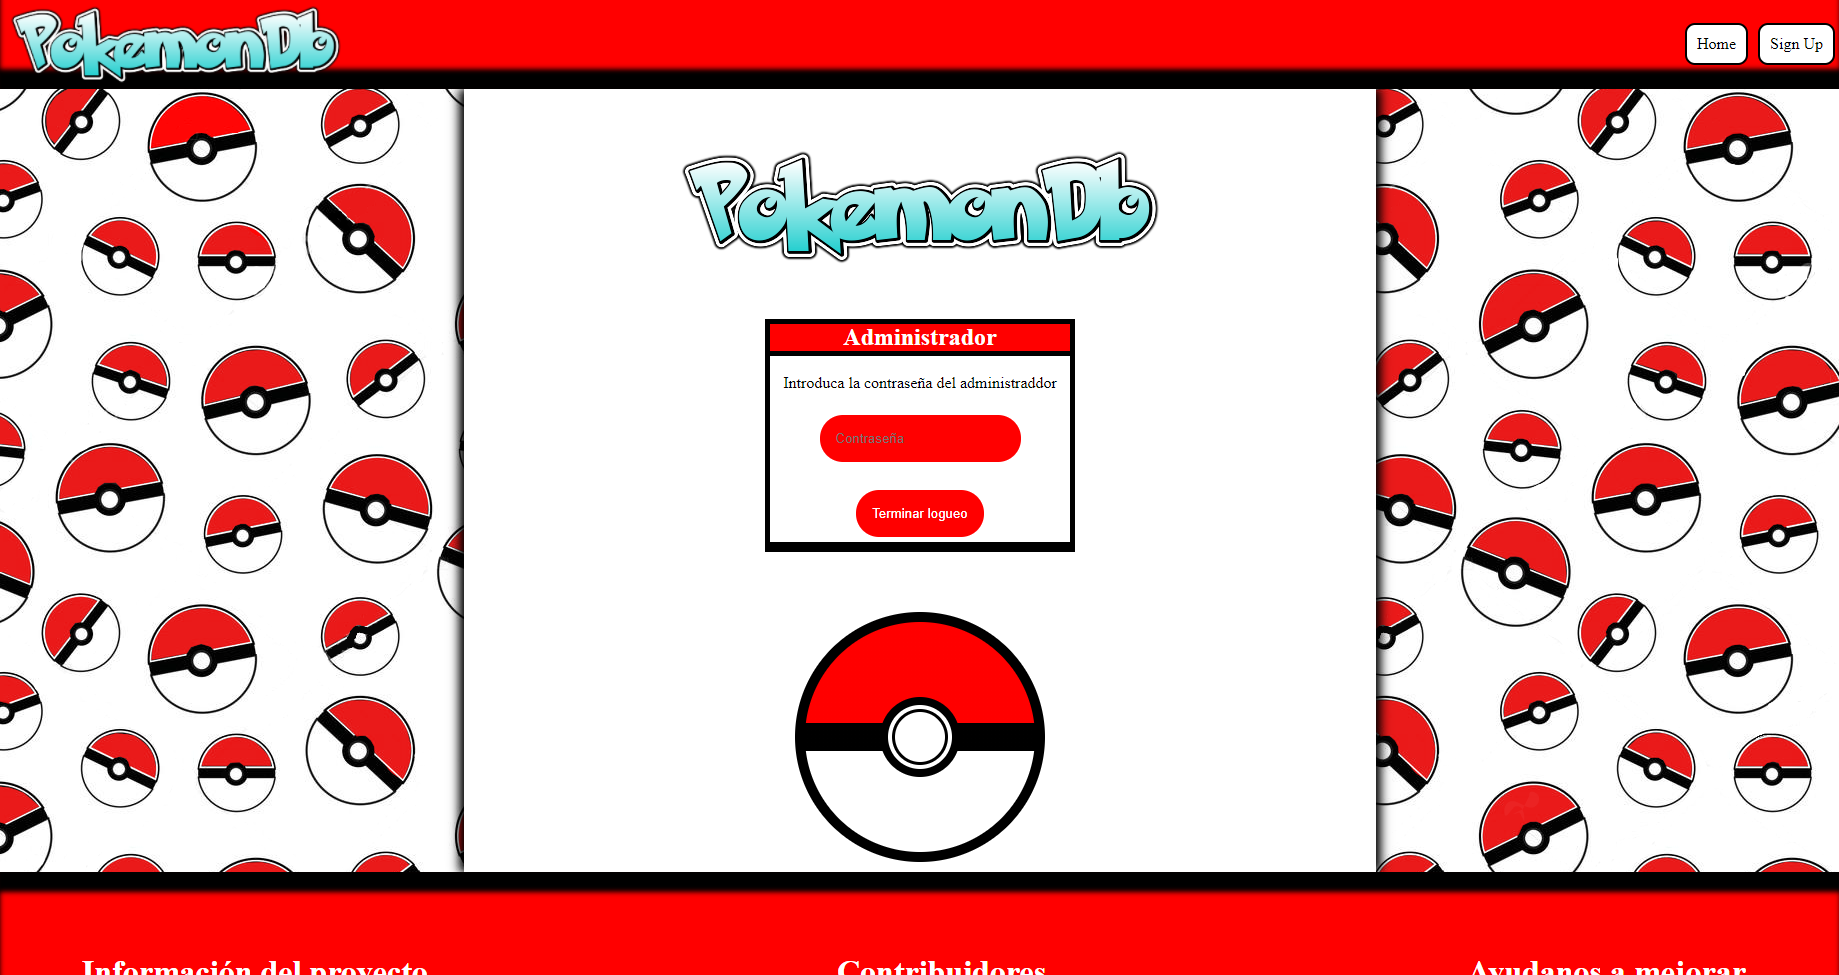 PokemonDb
Home
Sign Up
PokemonDb
Administrador
Introduca la contraseña del administraddor
Contraseña
Terminar logueo
Información del proyecto
Contribuidores
Ayudanos a mejorar